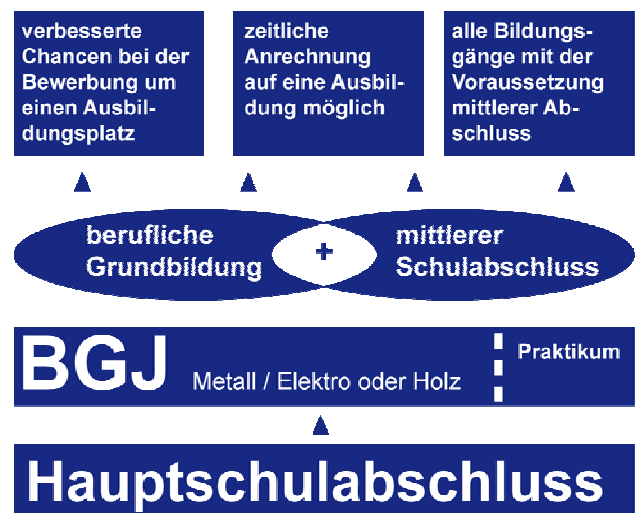 verbesserte
Chancen bei der
Bewerbung um
einen Ausbil-
dungsplatz
zeitliche
Anrechnung
auf eine Ausbil-
dung möglich
alle Bildungs-
gänge mit der
Voraussetzung
mittlerer Ab-
schluss
berufliche
Grundbildung
+
mittlerer
Schulabschluss
BGJ Metall / Elektro oder Holz
Praktikum
Hauptschulabschluss